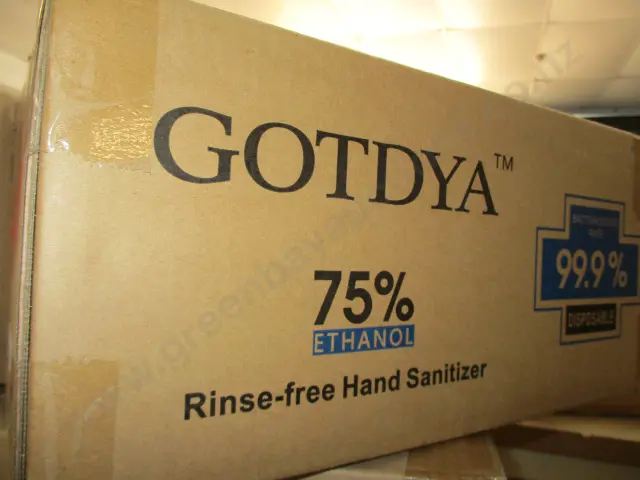 GOTDYA™
75%
ETHANOL
Rinse-free Hand Sanitizer
99.9%
DISPOSABLE